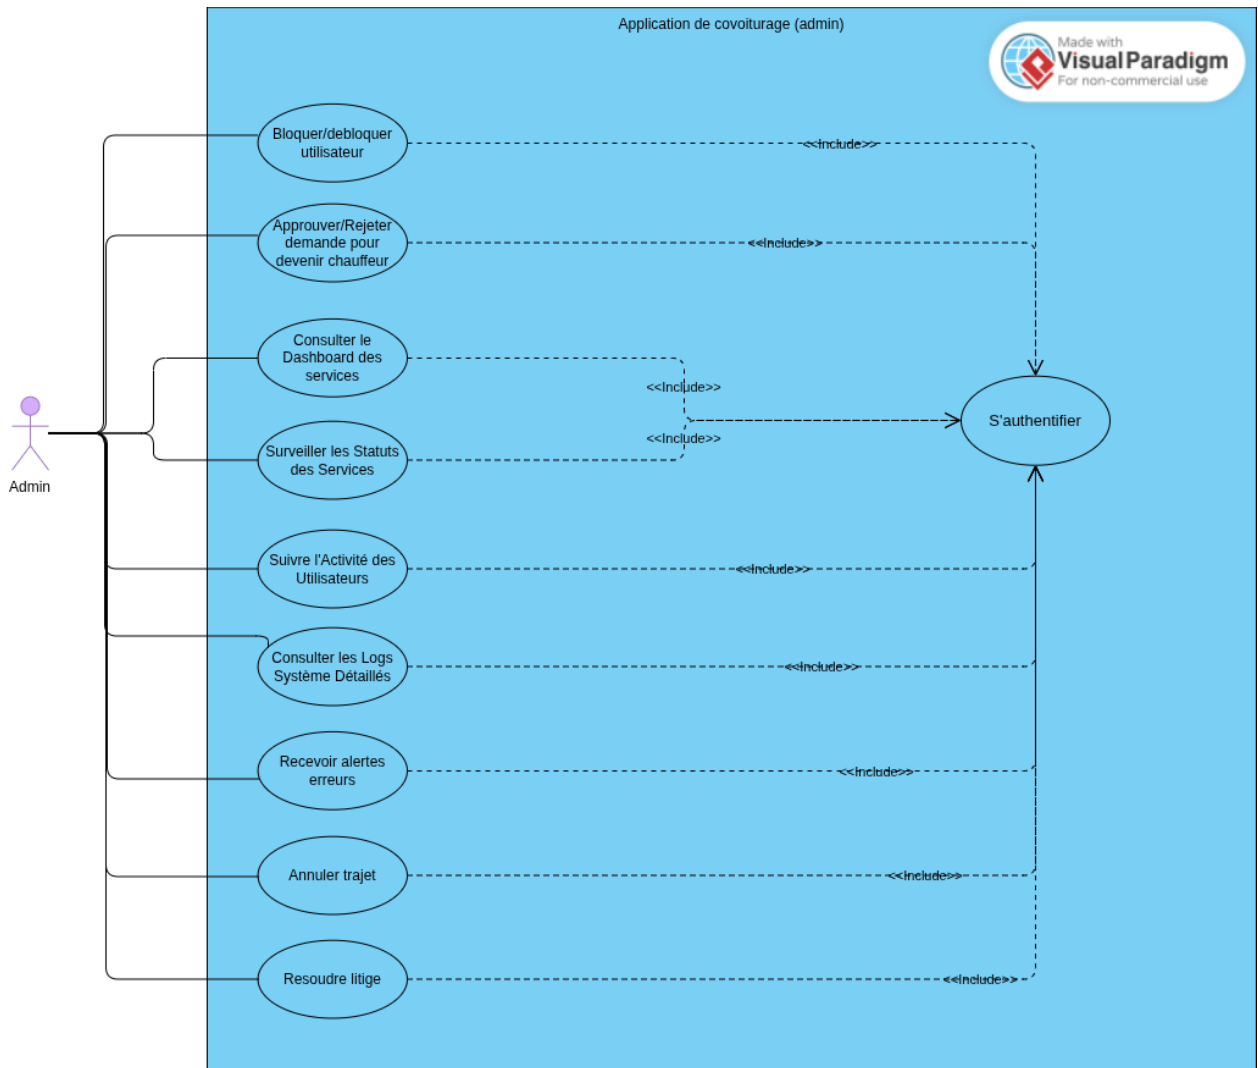 Application de covoiturage (admin)
Made with
Visual Paradigm
For non-commercial use
Bloquer/debloquer
utilisateur
<<Include>>
Approuver/Rejeter
demande pour
devenir chauffeur
<<Include>>
Consulter le
Dashboard des
services
<<Include>>
S'authentifier
<<Include>>
Surveiller les Statuts
des Services
Admin
Suivre l'Activité des
Utilisateurs
<<Include>>
Consulter les Logs
Système Détaillés
<<Include>>
Recevoir alertes
erreurs
<<Include>>
Annuler trajet
<<Include>>
Resoudre litige
<<Include>>